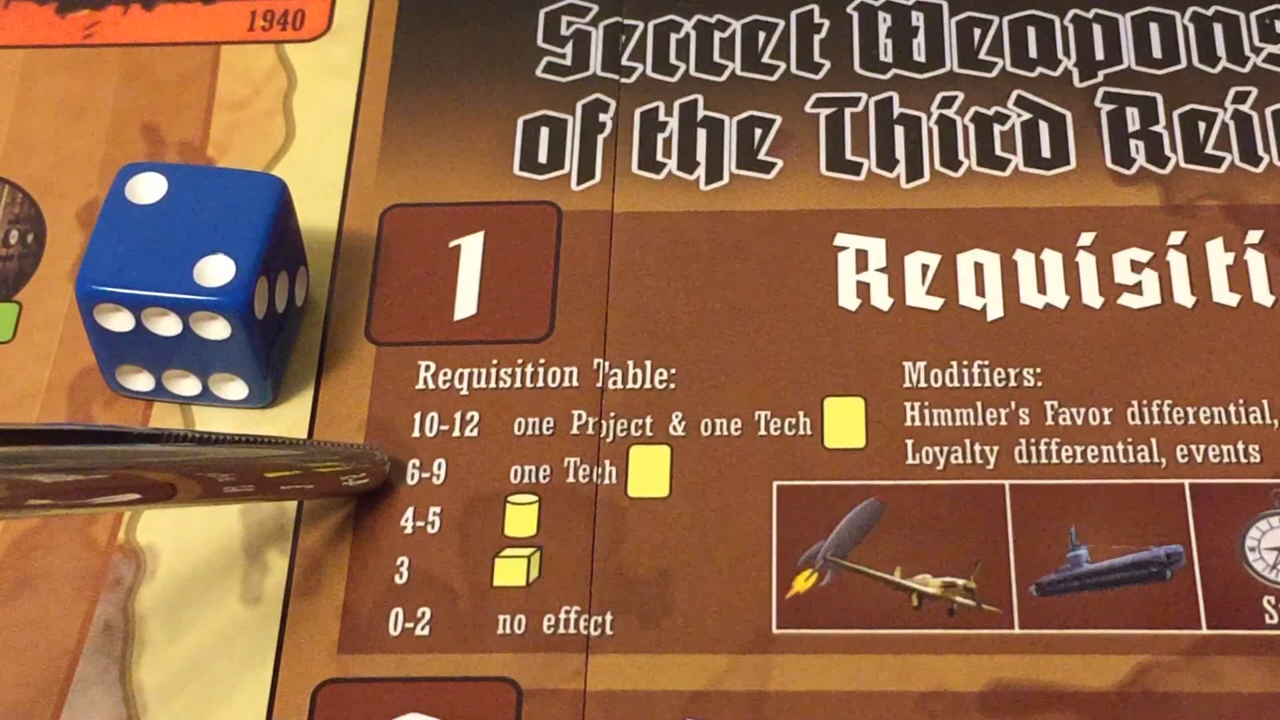 1940
Secret Weapons
of the Third Rei
1
Requisiti
Requisition Table:
10-12 one Project & one Tech
6-9 one Tech
4-5
3
0-2 no effect
Modifiers:
Himmler's Favor differential,
Loyalty differential, events
S